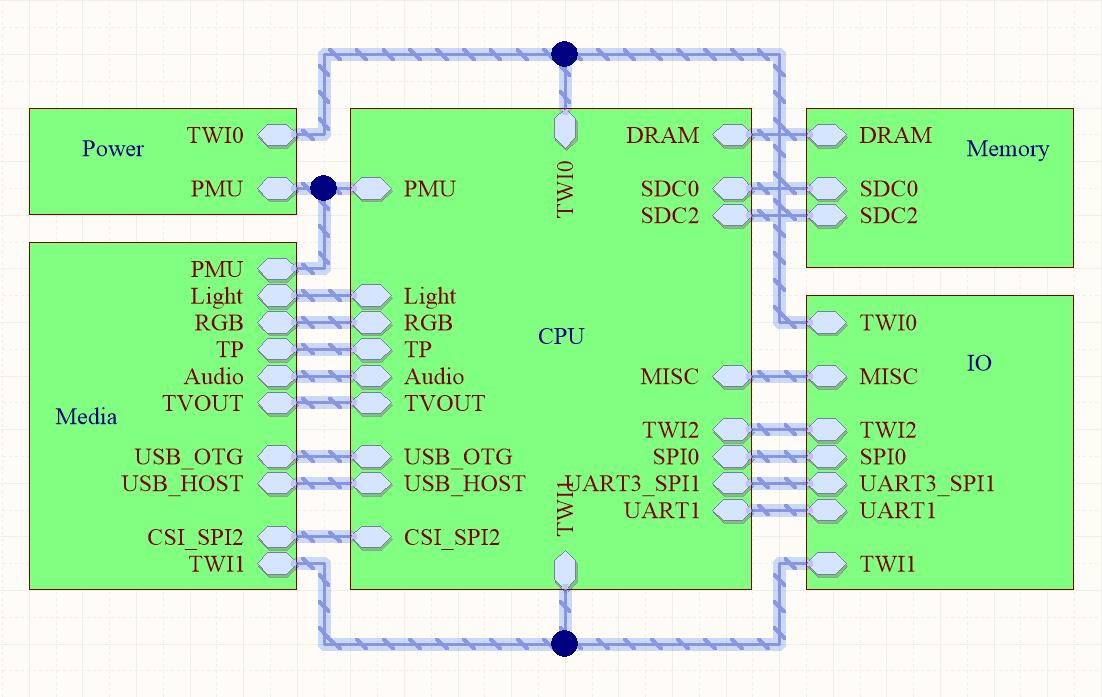 Power
TWI0
PMU
Media
PMU
Light
RGB
TP
Audio
TVOUT
USB_OTG
USB_HOST
CSI_SPI2
TWI1
CPU
TWI0
PMU
Light
RGB
TP
Audio
TVOUT
USB_OTG
USB_HOST
CSI_SPI2
TWI1
DRAM
SDC0
SDC2
MISC
TWI2
SPI0
UART3_SPI1
UART1
Memory
DRAM
SDC0
SDC2
IO
TWI0
MISC
TWI2
SPI0
UART3_SPI1
UART1
TWI1